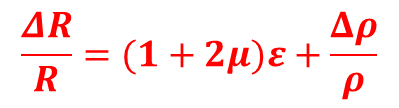 ΔR/R = (1 + 2μ)ε + Δρ/ρ